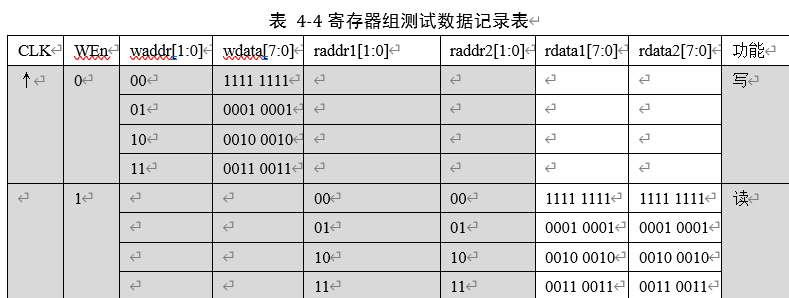 表 4-4 寄存器组测试数据记录表
CLK WEn waddr[1:0] wdata[7:0] raddr1[1:0] raddr2[1:0] rdata1[7:0] rdata2[7:0] 功能
↑ 0 00 1111 1111 写
01 0001 0001
10 0010 0010
11 0011 0011
1 00 00 1111 1111 1111 1111 读
01 01 0001 0001 0001 0001
10 10 0010 0010 0010 0010
11 11 0011 0011 0011 0011